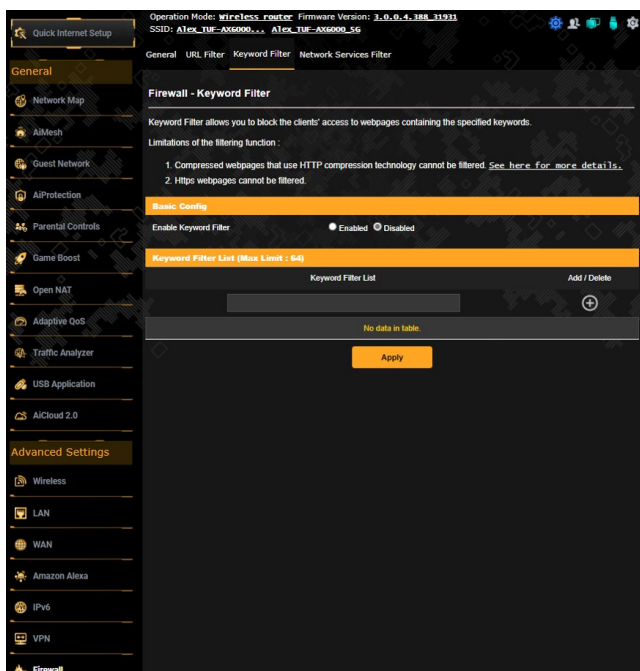 Quick Internet Setup
General
Network Map
AiMesh
Guest Network
AiProtection
Parental Controls
Game Boost
Open NAT
Adaptive QoS
Traffic Analyzer
USB Application
AiCloud 2.0
Advanced Settings
Wireless
LAN
WAN
Amazon Alexa
IPv6
VPN
Firewall
Operation Mode: Wireless router Firmware Version: 3.0.0.4.388_31931
SSID: Alex_TUF-AX6000... Alex_TUF-AX6000_5G
General URL Filter Keyword Filter Network Services Filter
Firewall - Keyword Filter
Keyword Filter allows you to block the clients' access to webpages containing the specified keywords.
Limitations of the filtering function :
1. Compressed webpages that use HTTP compression technology cannot be filtered. See here for more details.
2. Https webpages cannot be filtered.
Basic Config
Enable Keyword Filter Enabled Disabled
Keyword Filter List (Max Limit : 64)
Keyword Filter List Add / Delete
No data in table.
Apply